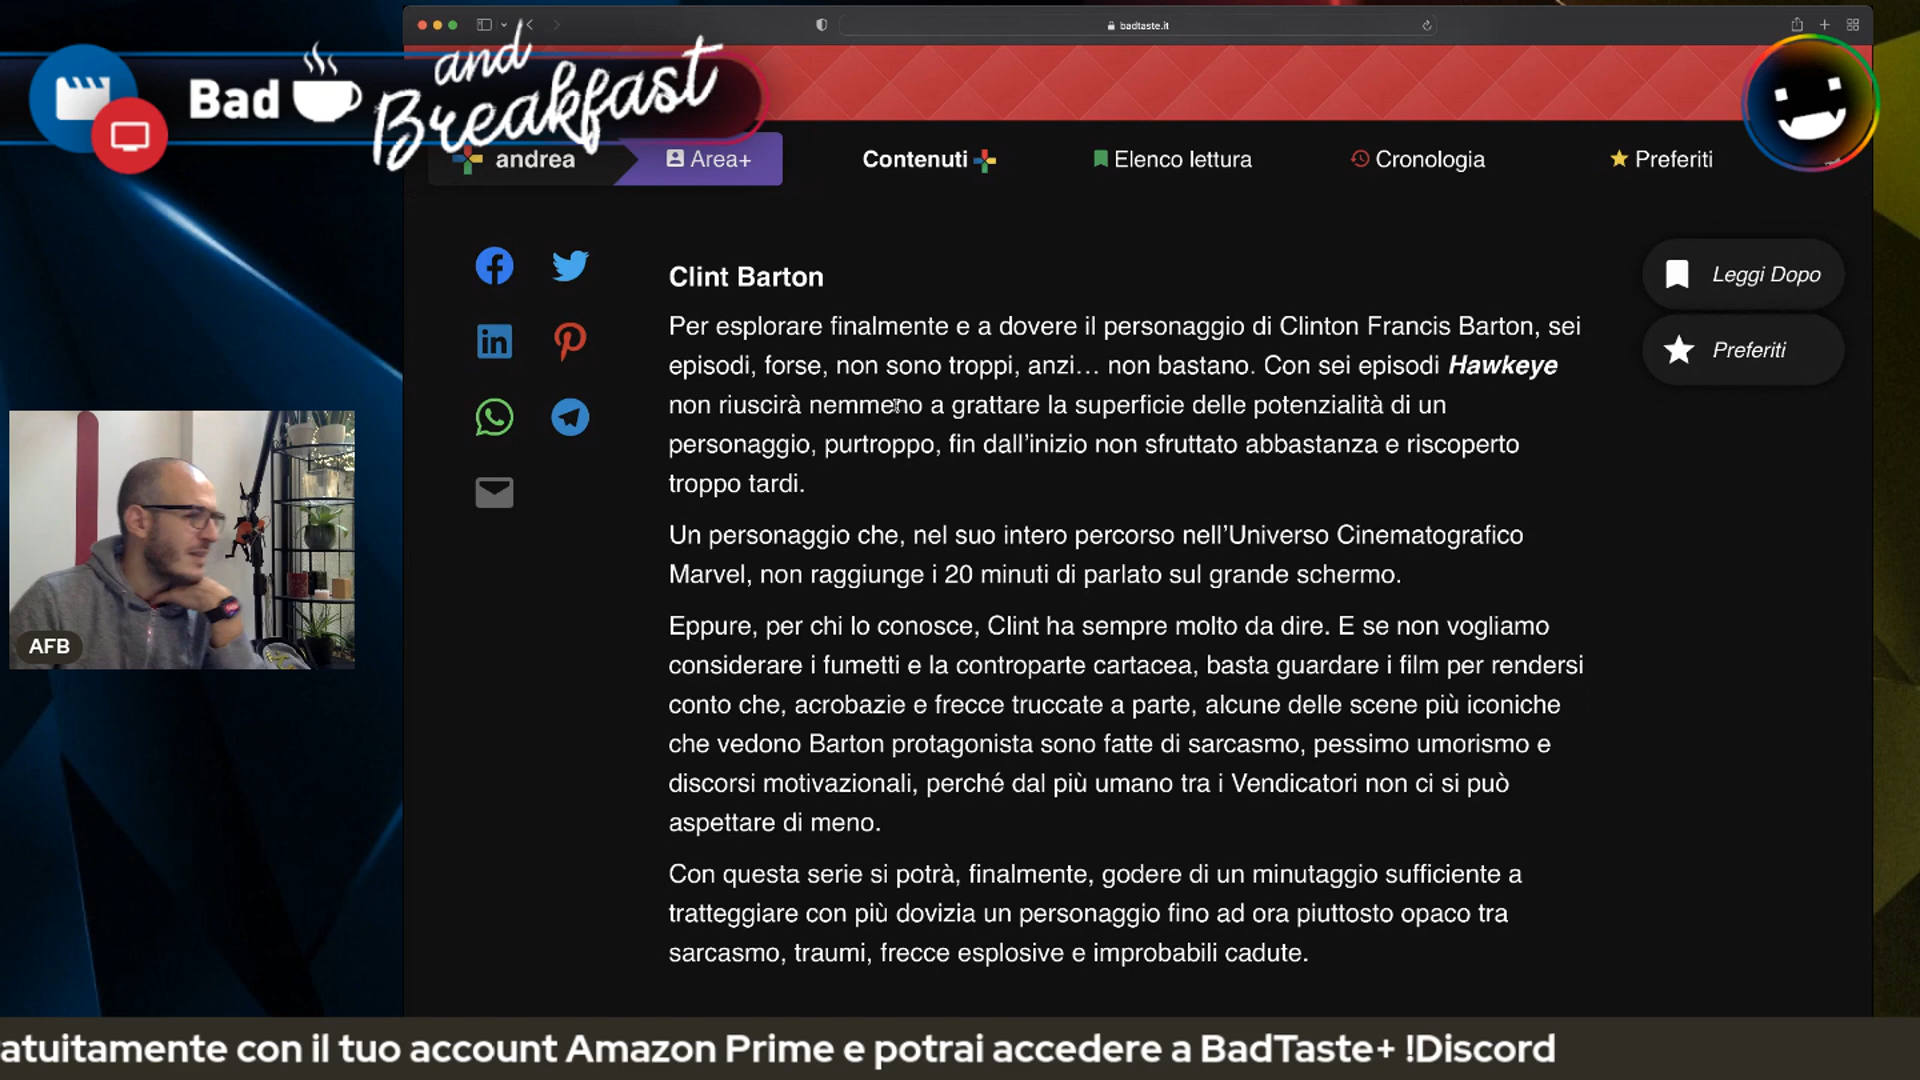 badtaste.it
Bad and Breakfast
andrea
Area+
Contenuti
Elenco lettura
Cronologia
Preferiti
Leggi Dopo
Preferiti
Clint Barton
Per esplorare finalmente e a dovere il personaggio di Clinton Francis Barton, sei
episodi, forse, non sono troppi, anzi… non bastano. Con sei episodi Hawkeye
non riuscirà nemmeno a grattare la superficie delle potenzialità di un
personaggio, purtroppo, fin dall’inizio non sfruttato abbastanza e riscoperto
troppo tardi.
Un personaggio che, nel suo intero percorso nell’Universo Cinematografico
Marvel, non raggiunge i 20 minuti di parlato sul grande schermo.
Eppure, per chi lo conosce, Clint ha sempre molto da dire. E se non vogliamo
considerare i fumetti e la controparte cartacea, basta guardare i film per rendersi
conto che, acrobazie e frecce truccate a parte, alcune delle scene più iconiche
che vedono Barton protagonista sono fatte di sarcasmo, pessimo umorismo e
discorsi motivazionali, perché dal più umano tra i Vendicatori non ci si può
aspettare di meno.
Con questa serie si potrà, finalmente, godere di un minutaggio sufficiente a
tratteggiare con più dovizia un personaggio fino ad ora piuttosto opaco tra
sarcasmo, traumi, frecce esplosive e improbabili cadute.
AFB
atuitamente con il tuo account Amazon Prime e potrai accedere a BadTaste+ !Discord